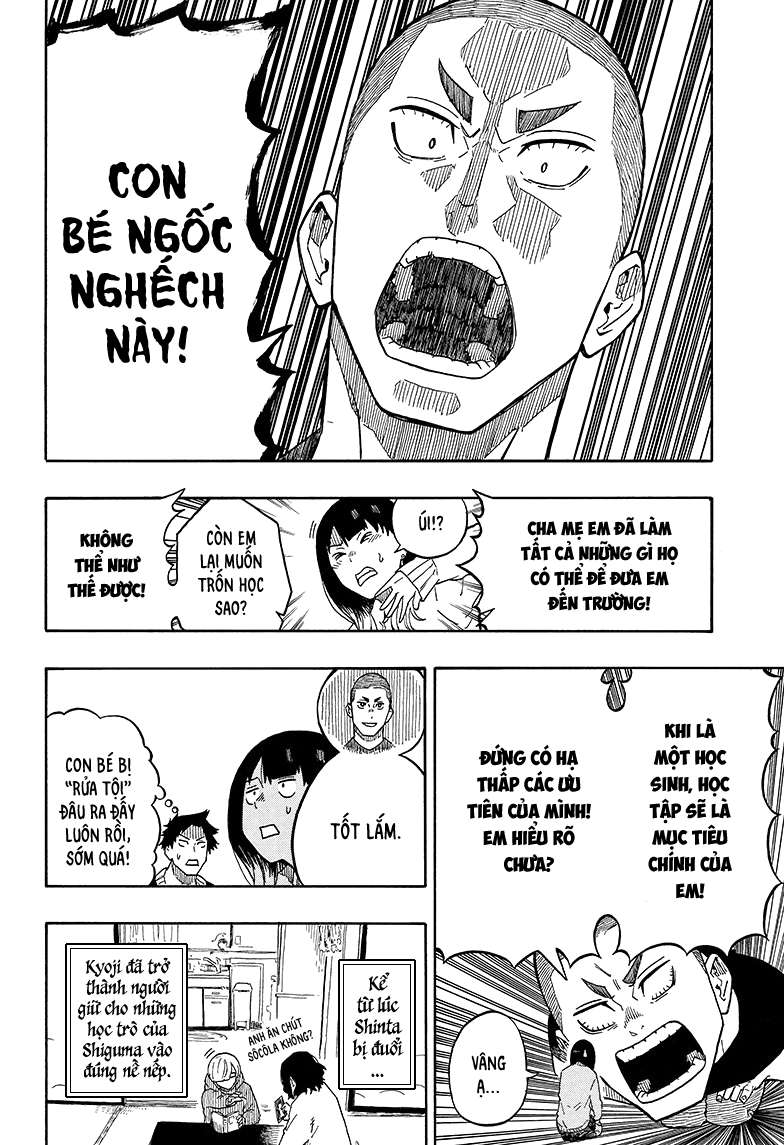 CON
BÉ NGỐC
NGHẾCH
NÀY!
CHA MẸ EM ĐÃ LÀM
TẤT CẢ NHỮNG GÌ HỌ
CÓ THỂ ĐỂ ĐƯA EM
ĐẾN TRƯỜNG!
ÚI!?
CÒN EM
LẠI MUỐN
TRỐN HỌC
SAO?
KHÔNG
THỂ NHƯ
THẾ ĐƯỢC!
KHI LÀ
MỘT HỌC
SINH, HỌC
TẬP SẼ LÀ
MỤC TIÊU
CHÍNH CỦA
EM!
ĐỨNG CÓ HẠ
THẤP CÁC ƯU
TIÊN CỦA MÌNH!
EM HIỂU RÕ
CHƯA?
VÂNG
Ạ...
TỐT LẮM.
CON BÉ BỊ
“RỬA TỘI”
ĐÂU RA ĐẤY
LUÔN RỒI,
SỚM QUÁ!
Kể
từ lúc
Shinta
bị đuổi
...
ANH ĂN CHÚT
SÔCÔLA KHÔNG?
Kyoji đã trở
thành người
giữ cho những
học trò của
Shiguma vào
đúng nề nếp.